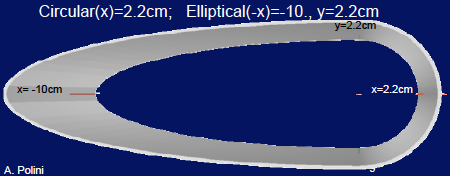 Circular(x)=2.2cm;   Elliptical(-x)=-10., y=2.2cm
y=2.2cm
x= -10cm
x=2.2cm
A. Polini